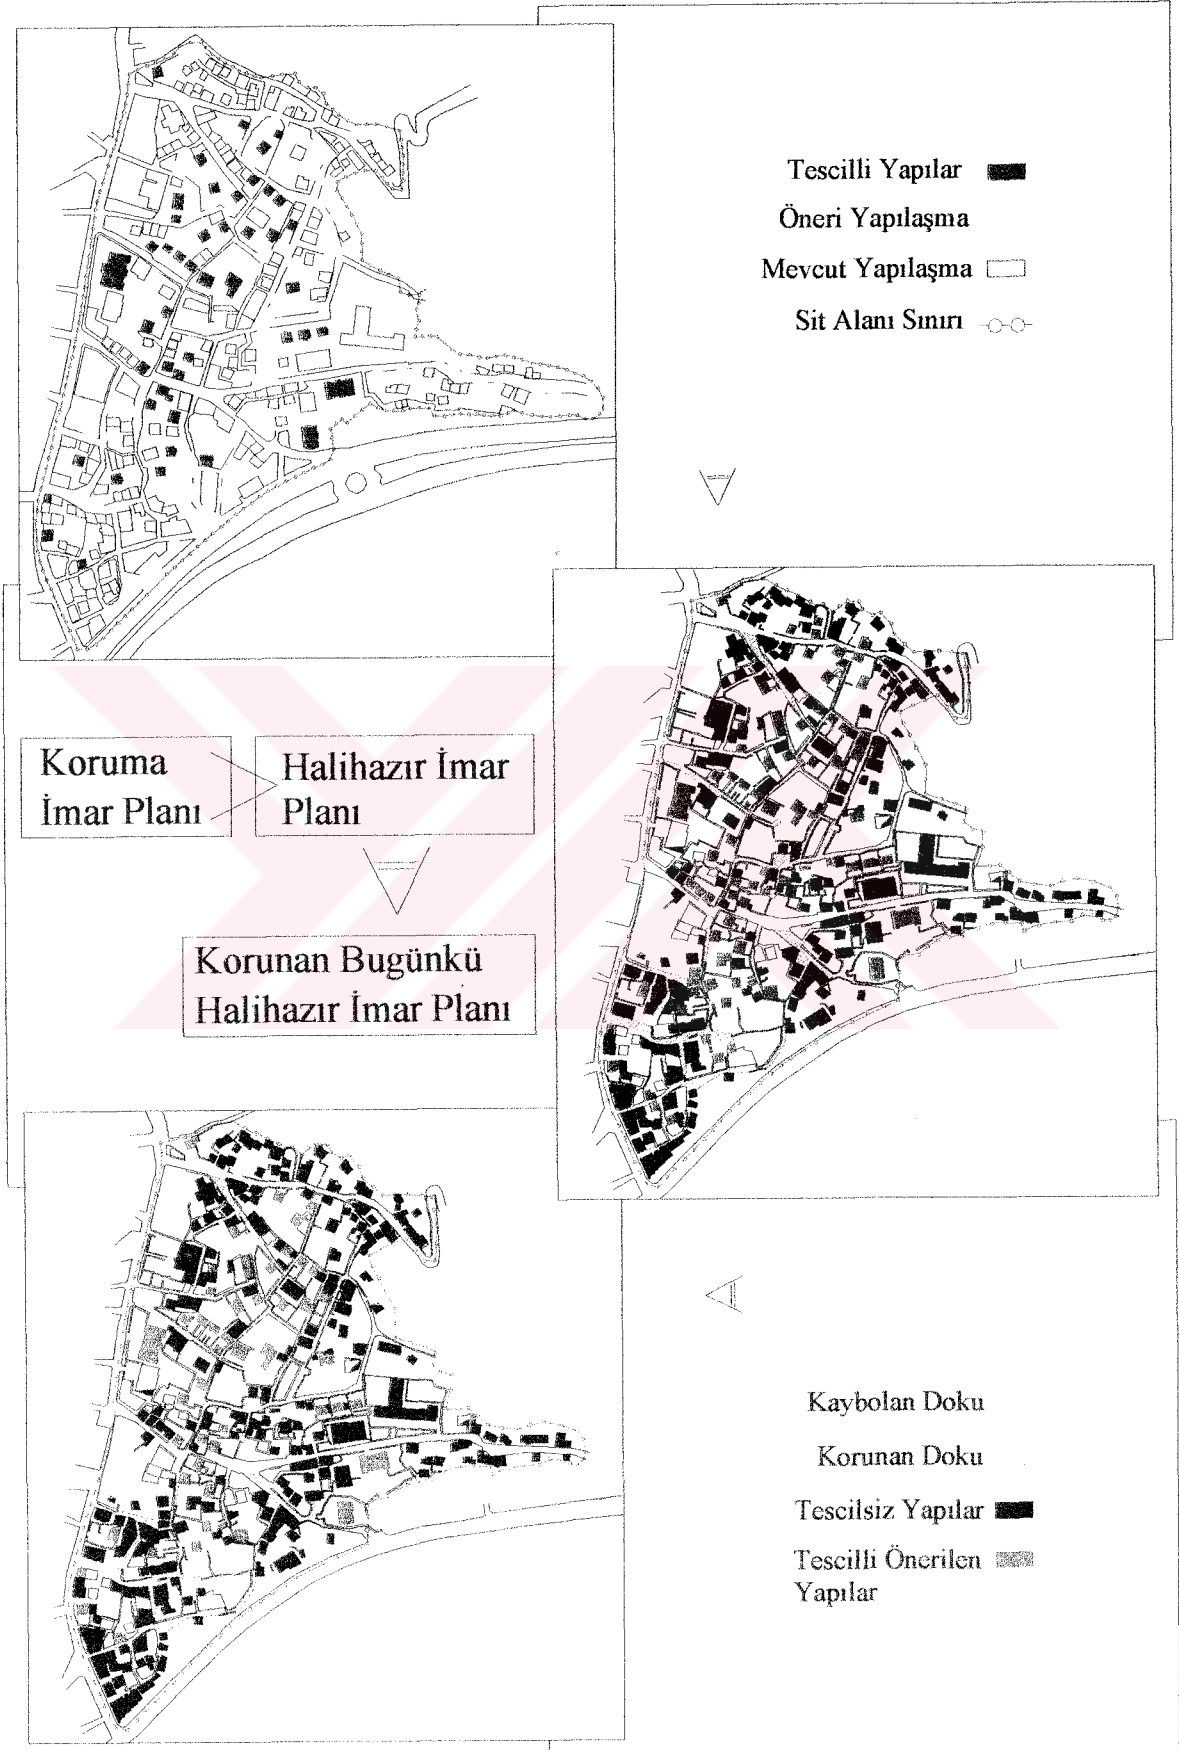 Tescilli Yapılar
Öneri Yapılaşma
Mevcut Yapılaşma
Sit Alanı Sınırı
Koruma
İmar Planı
Halihazır İmar
Planı
Korunan Bugünkü
Halihazır İmar Planı
Kaybolan Doku
Korunan Doku
Tescilsiz Yapılar
Tescilli Önerilen
Yapılar